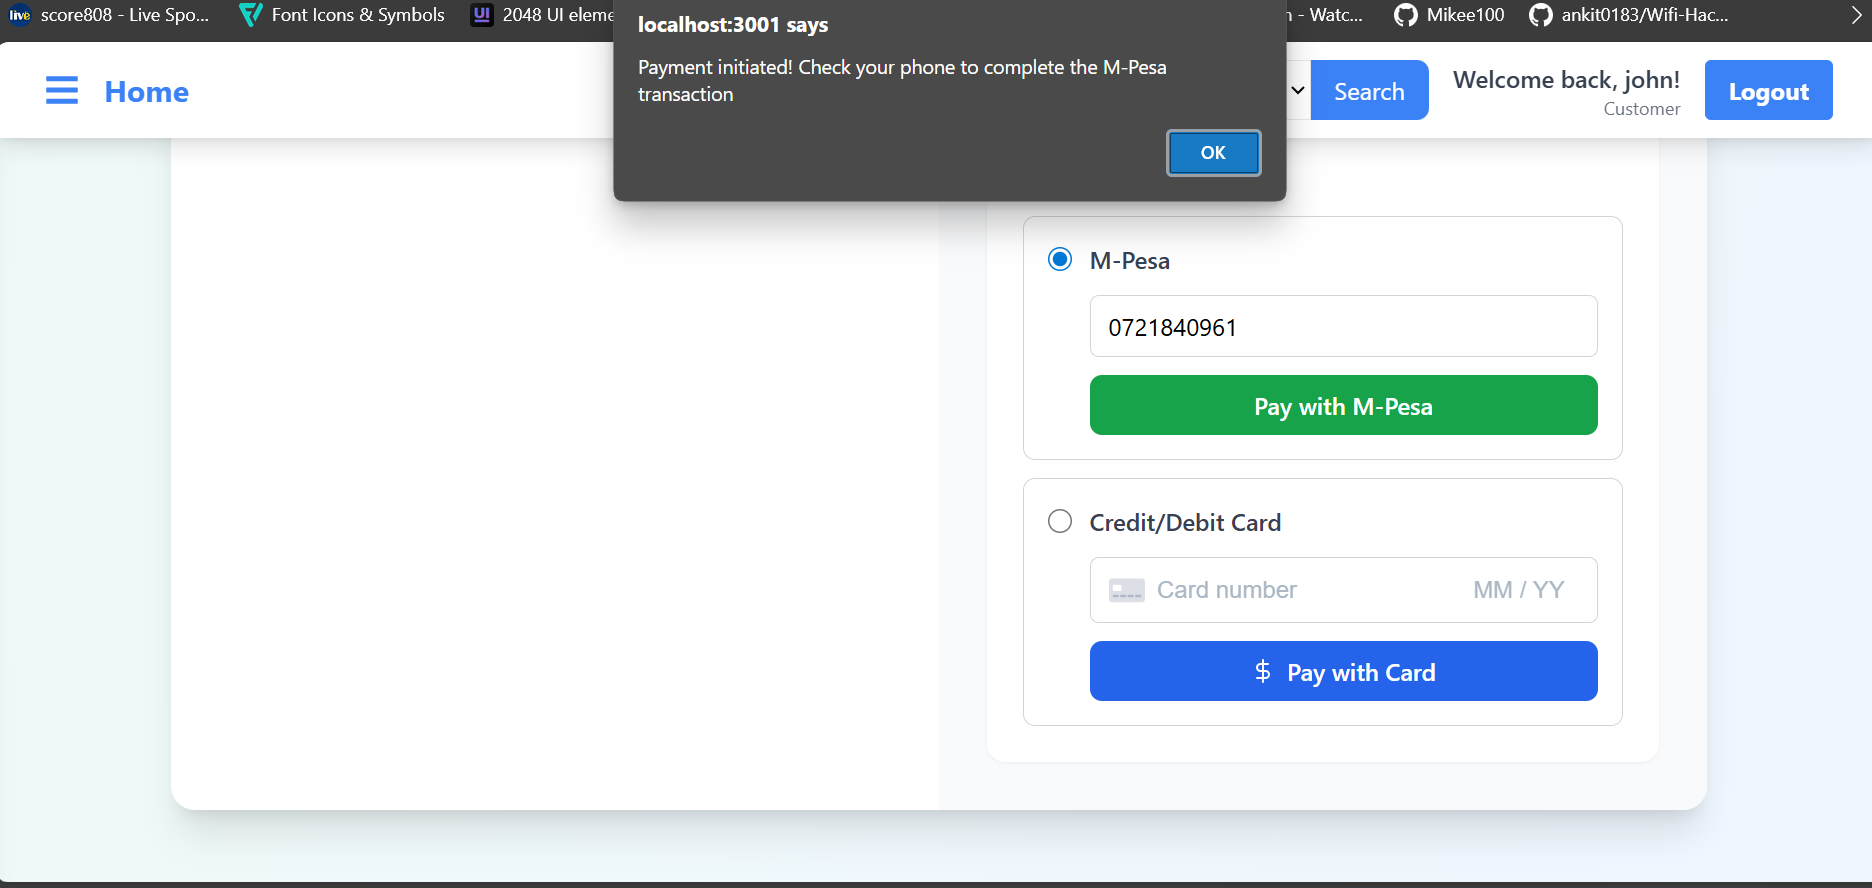 score808 - Live Spo...
Font Icons & Symbols
UI
2048 UI eleme
- Watc...
Mikee100
ankit0183/Wifi-Hac...
localhost:3001 says
Payment initiated! Check your phone to complete the M-Pesa
transaction
OK
Home
Search
Welcome back, john!
Customer
Logout
M-Pesa
0721840961
Pay with M-Pesa
Credit/Debit Card
Card number
MM / YY
$ Pay with Card